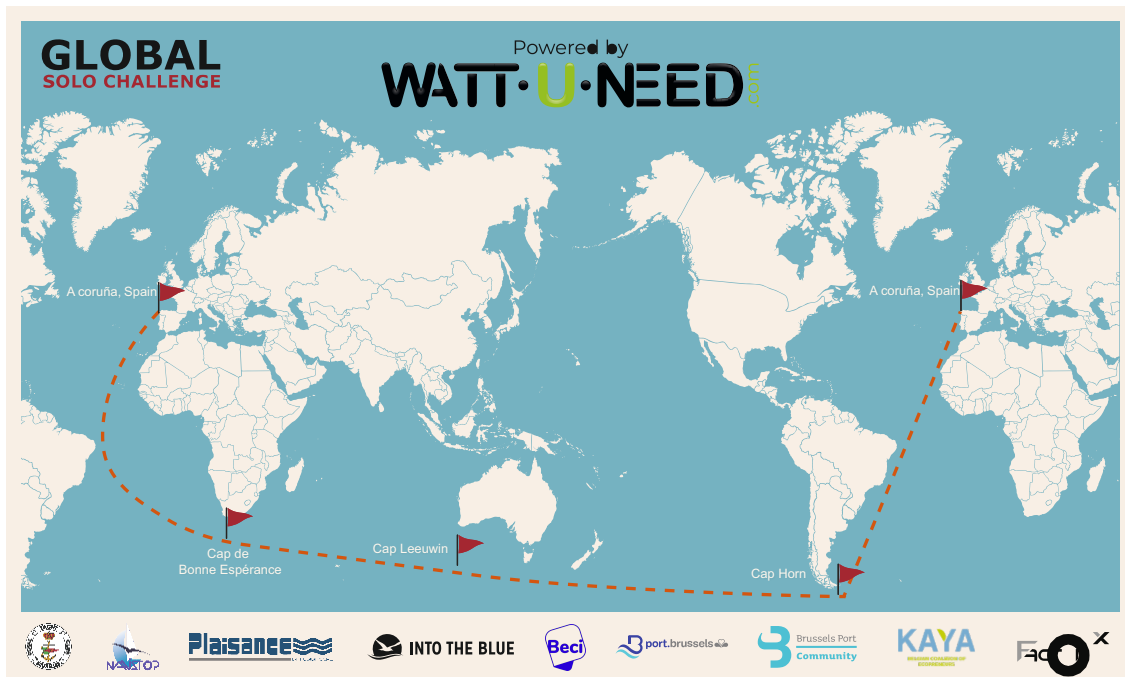 GLOBAL
SOLO CHALLENGE
Powered by
WATT·U·NEED
.com
A coruña, Spain
A coruña, Spain
Cap de
Bonne Espérance
Cap Leeuwin
Cap Horn
Plaisance
INTO THE BLUE
Beci
port.brussels
Brussels Port
Community
KAYA